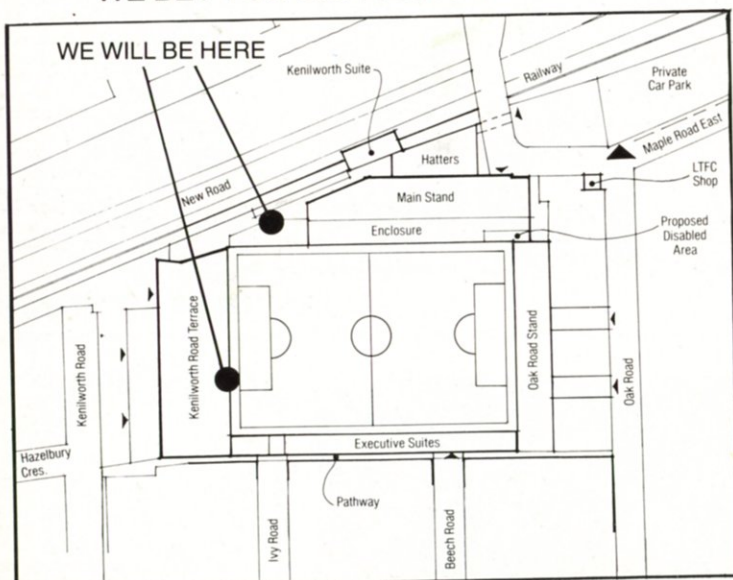 WE WILL BE HERE
Kenilworth Suite
Railway
Private
Car Park
Maple Road East
New Road
Hatters
LTFC
Shop
Main Stand
Enclosure
Proposed
Disabled
Area
Kenilworth Road
Kenilworth Road Terrace
Oak Road Stand
Oak Road
Executive Suites
Hazelbury
Cres.
Pathway
Ivy Road
Beech Road